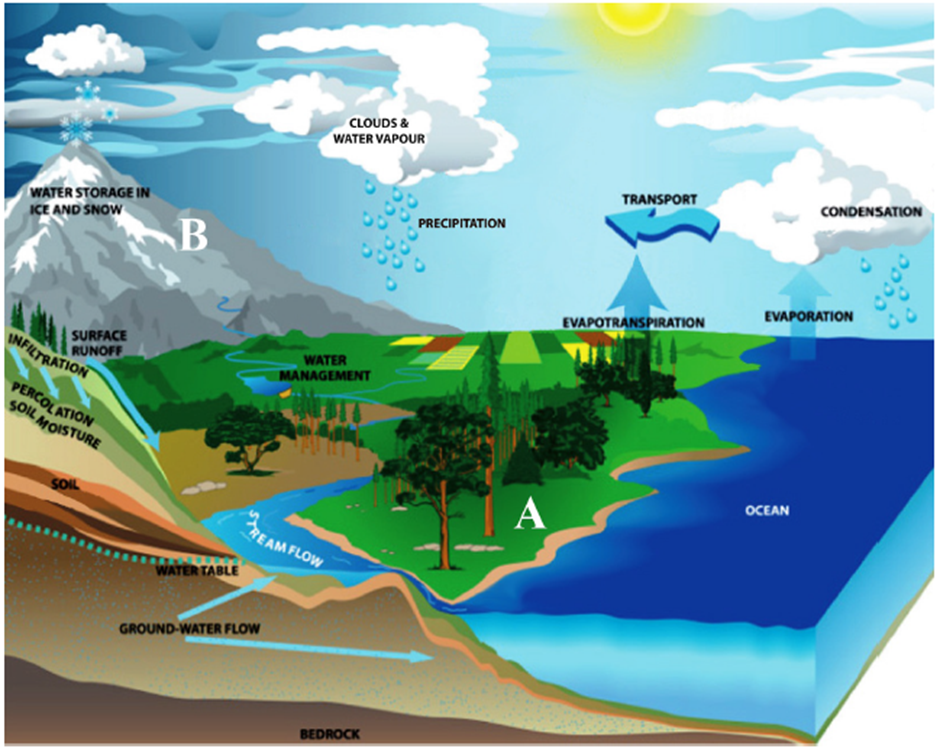 CLOUDS &
WATER VAPOUR
WATER STORAGE IN
ICE AND SNOW
TRANSPORT
CONDENSATION
PRECIPITATION
B
EVAPOTRANSPIRATION
EVAPORATION
SURFACE
RUNOFF
INFILTRATION
WATER
MANAGEMENT
PERCOLATION
SOIL MOISTURE
SOIL
A
OCEAN
STREAM FLOW
WATER TABLE
GROUND-WATER FLOW
BEDROCK